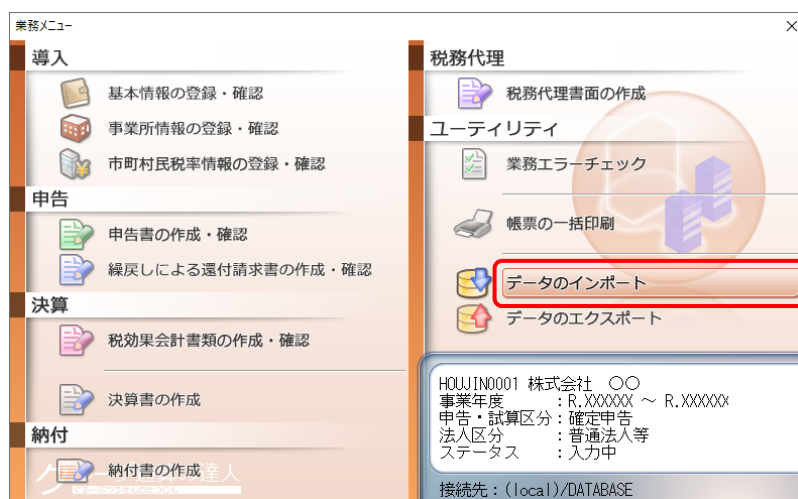 業務メニュー
導入
基本情報の登録・確認
事業所情報の登録・確認
市町村民税率情報の登録・確認
申告
申告書の作成・確認
繰戻しによる還付請求書の作成・確認
決算
税効果会計書類の作成・確認
決算書の作成
納付
納付書の作成
税務代理
税務代理書面の作成
ユーティリティ
業務エラーチェック
帳票の一括印刷
データのインポート
データのエクスポート
HOUJIN0001 株式会社 〇〇
事業年度 : R.XXXXXX ～ R.XXXXXX
申告・試算区分 : 確定申告
法人区分 : 普通法人等
ステータス : 入力中
接続先 : (local)/DATABASE